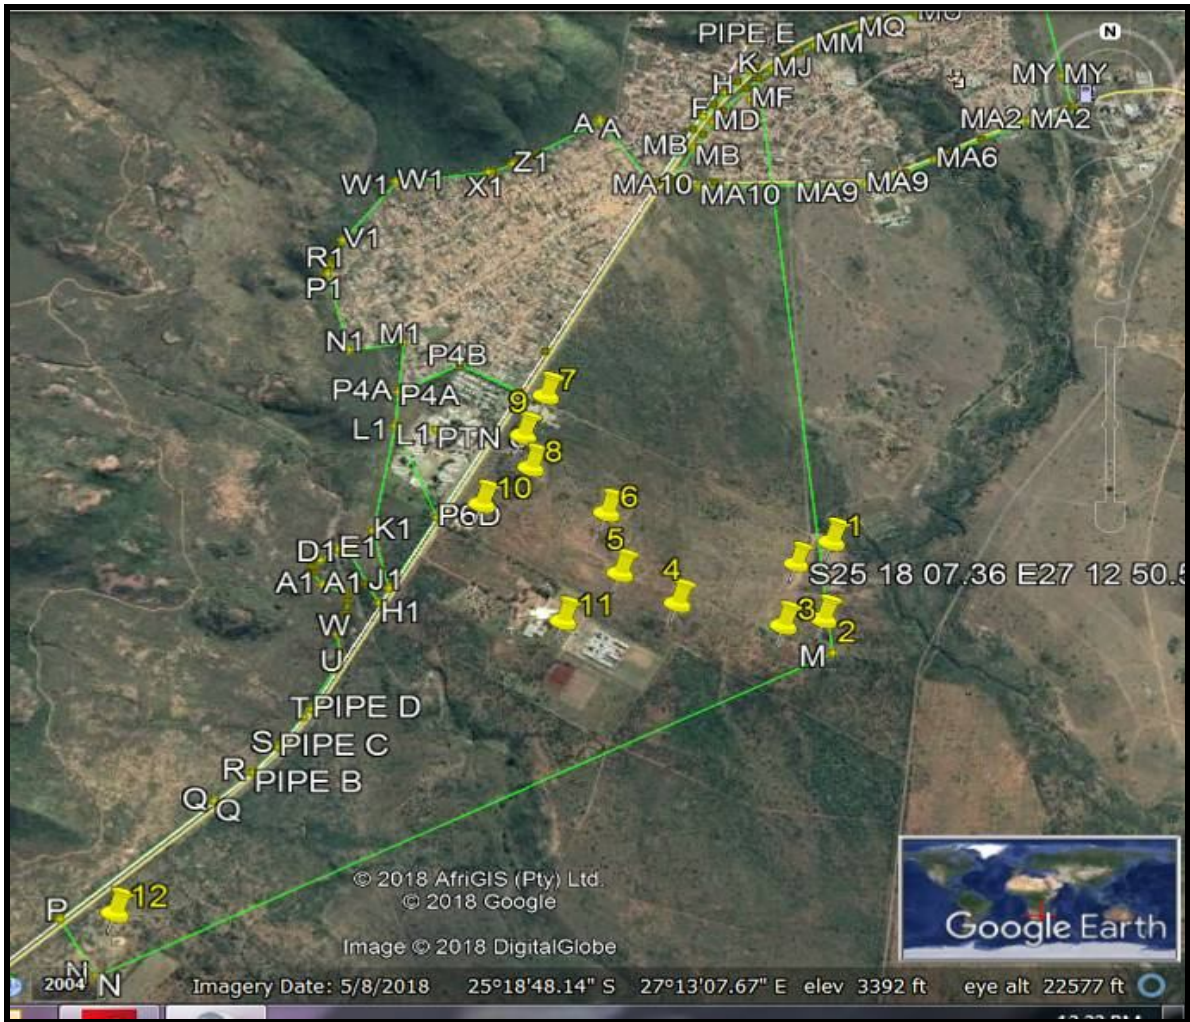 MQ
PIPE E
MM
N
K
MJ
MY MY
H
MF
F
MD
MA2 MA2
A A
MB
MB
Z1
MA6
X1
W1 W1
MA10
MA10
MA9
MA9
V1
R1
P1
N1
M1
P4B
7
P4A
P4A
9
L1
L1
PTN
8
10
6
P6D
K1
1
D1
E1
5
S25 18 07.36 E27 12 50.5
A1
A1
J1
4
11
3
H1
2
W
U
M
T
PIPE D
S
PIPE C
R
PIPE B
Q
Q
© 2018 AfriGIS (Pty) Ltd.
© 2018 Google
12
P
Google Earth
Image © 2018 DigitalGlobe
N
N
2004
Imagery Date: 5/8/2018 25°18'48.14" S 27°13'07.67" E elev 3392 ft eye alt 22577 ft